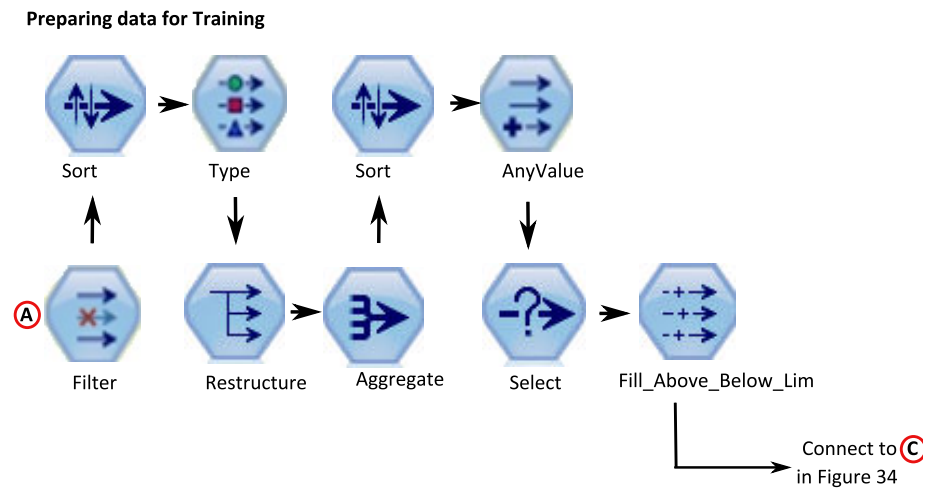 Preparing data for Training
Sort
Type
Sort
AnyValue
A
Filter
Restructure
Aggregate
Select
Fill_Above_Below_Lim
Connect to C
in Figure 34